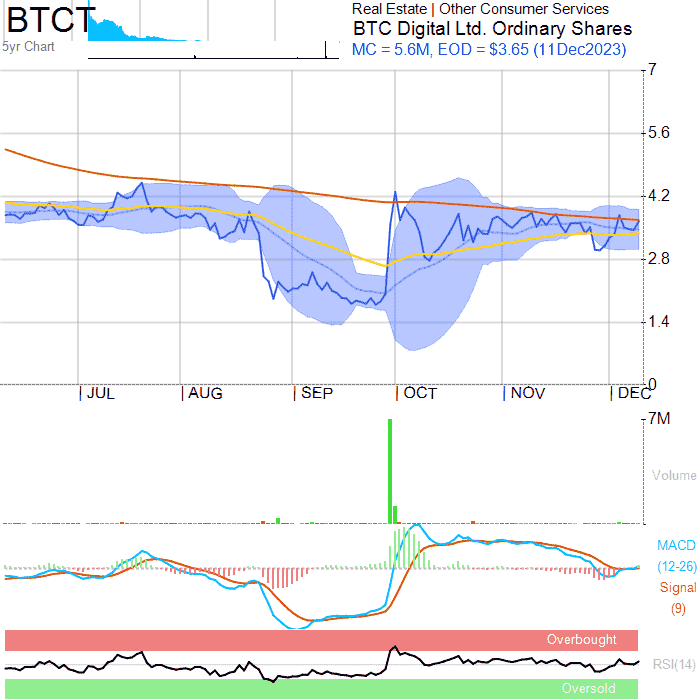 BTCT
5yr Chart
Real Estate | Other Consumer Services
BTC Digital Ltd. Ordinary Shares
MC = 5.6M, EOD = $3.65 (11Dec2023)
7
5.6
4.2
2.8
1.4
0
JUL AUG SEP OCT NOV DEC
7M
Volume
MACD
(12-26)
Signal
(9)
Overbought
RSI(14)
Oversold